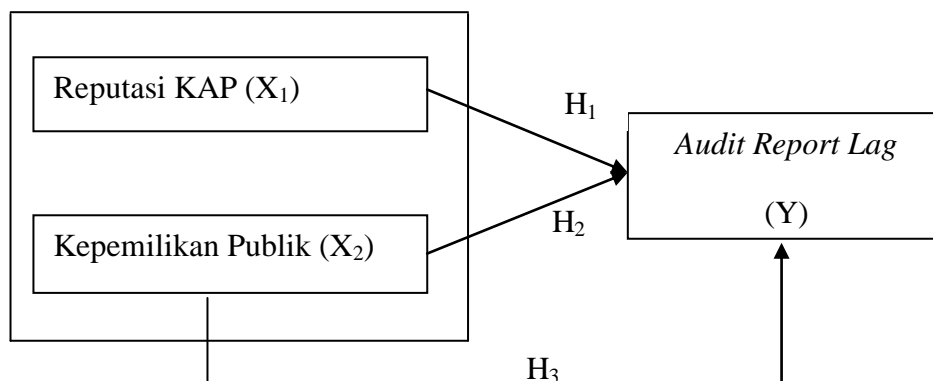 Reputasi KAP (X₁)
H₁
Audit Report Lag
(Y)
Kepemilikan Publik (X₂)
H₂
H₃